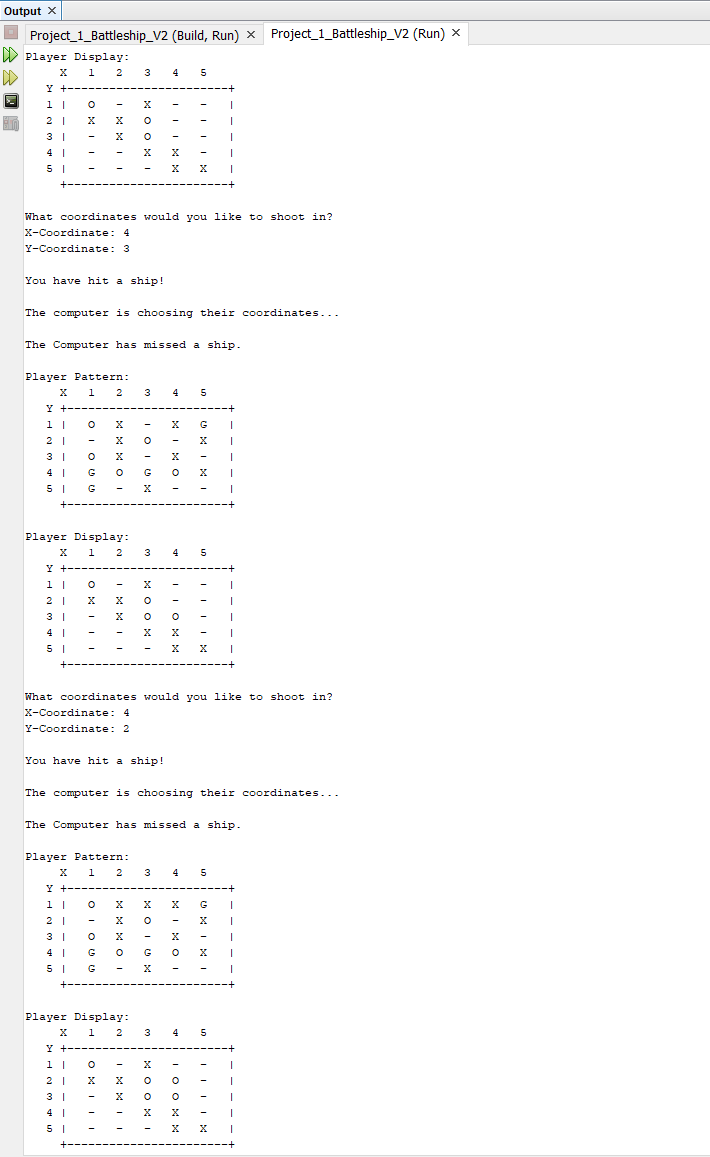 Output ×
Project_1_Battleship_V2 (Build, Run) × Project_1_Battleship_V2 (Run) ×
Player Display:
X 1 2 3 4 5
Y +-----------------------+
1 | O - X - - |
2 | X X O - - |
3 | - X O - - |
4 | - - X X - |
5 | - - - X X |
+-----------------------+
What coordinates would you like to shoot in?
X-Coordinate: 4
Y-Coordinate: 3
You have hit a ship!
The computer is choosing their coordinates...
The Computer has missed a ship.
Player Pattern:
X 1 2 3 4 5
Y +-----------------------+
1 | O X - X G |
2 | - X O - X |
3 | O X - X - |
4 | G O G O X |
5 | G - X - - |
+-----------------------+
Player Display:
X 1 2 3 4 5
Y +-----------------------+
1 | O - X - - |
2 | X X O - - |
3 | - X O O - |
4 | - - X X - |
5 | - - - X X |
+-----------------------+
What coordinates would you like to shoot in?
X-Coordinate: 4
Y-Coordinate: 2
You have hit a ship!
The computer is choosing their coordinates...
The Computer has missed a ship.
Player Pattern:
X 1 2 3 4 5
Y +-----------------------+
1 | O X X X G |
2 | - X O - X |
3 | O X - X - |
4 | G O G O X |
5 | G - X - - |
+-----------------------+
Player Display:
X 1 2 3 4 5
Y +-----------------------+
1 | O - X - - |
2 | X X O O - |
3 | - X O O - |
4 | - - X X - |
5 | - - - X X |
+-----------------------+